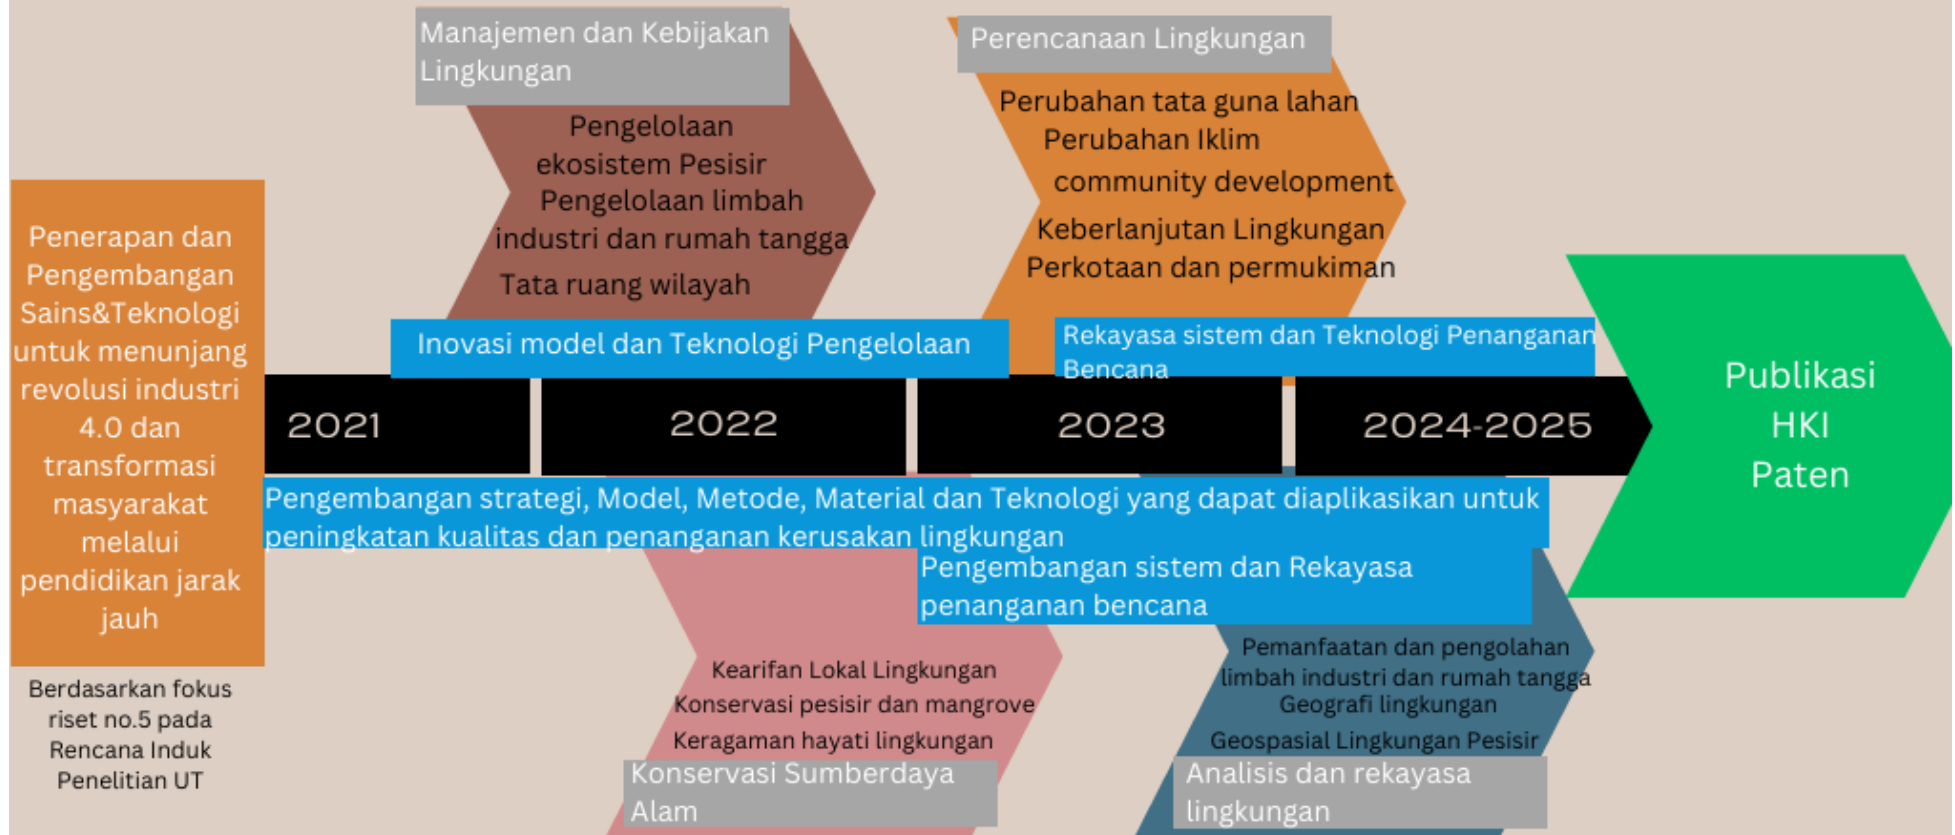 Manajemen dan Kebijakan
Lingkungan
Pengelolaan
ekosistem Pesisir
Pengelolaan limbah
industri dan rumah tangga
Tata ruang wilayah
Perencanaan Lingkungan
Perubahan tata guna lahan
Perubahan Iklim
community development
Keberlanjutan Lingkungan
Perkotaan dan permukiman
Penerapan dan
Pengembangan
Sains&Teknologi
untuk menunjang
revolusi industri
4.0 dan
transformasi
masyarakat
melalui
pendidikan jarak
jauh
Berdasarkan fokus
riset no.5 pada
Rencana Induk
Penelitian UT
Inovasi model dan Teknologi Pengelolaan
Rekayasa sistem dan Teknologi Penanganan
Bencana
2021
2022
2023
2024-2025
Publikasi
HKI
Paten
Pengembangan strategi, Model, Metode, Material dan Teknologi yang dapat diaplikasikan untuk
peningkatan kualitas dan penanganan kerusakan lingkungan
Pengembangan sistem dan Rekayasa
penanganan bencana
Kearifan Lokal Lingkungan
Konservasi pesisir dan mangrove
Keragaman hayati lingkungan
Konservasi Sumberdaya
Alam
Pemanfaatan dan pengolahan
limbah industri dan rumah tangga
Geografi lingkungan
Geospasial Lingkungan Pesisir
Analisis dan rekayasa
lingkungan